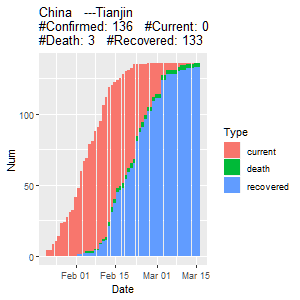 China   ---Tianjin
#Confirmed: 136   #Current: 0
#Death: 3   #Recovered: 133
Num
100
50
0
Feb 01
Feb 15
Mar 01
Mar 15
Date
Type
current
death
recovered